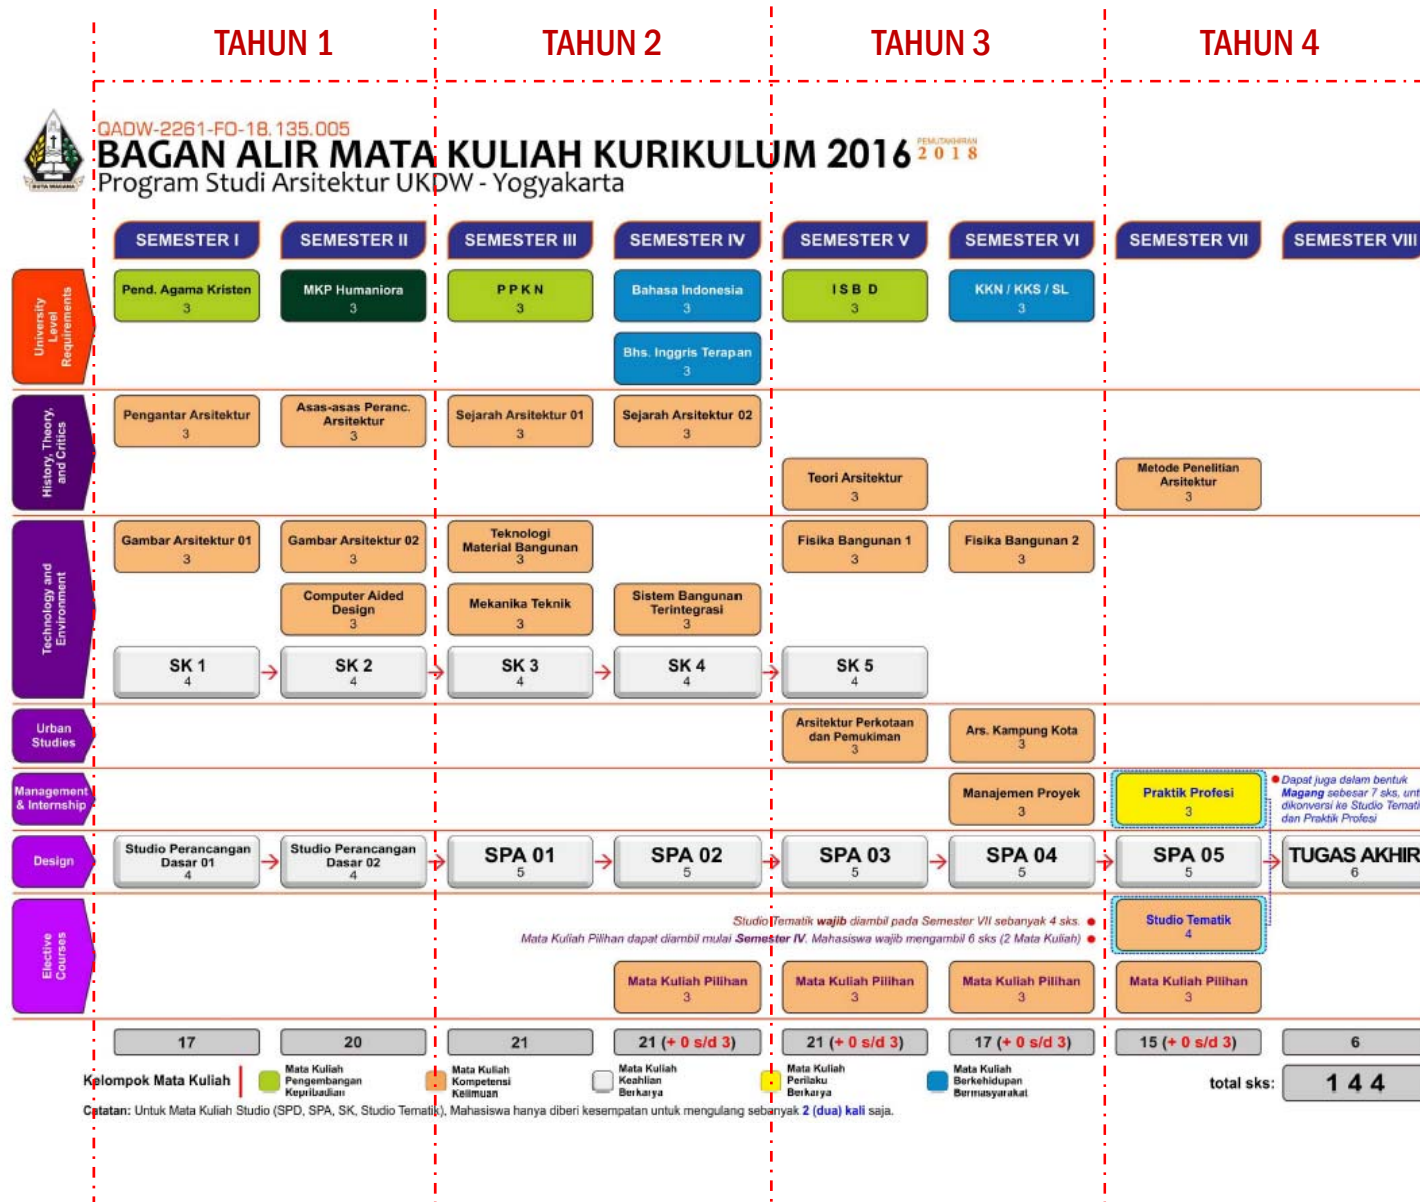 TAHUN 1
TAHUN 2
TAHUN 3
TAHUN 4
QADW-2261-FO-18.135.005
BAGAN ALIR MATA KULIAH KURIKULUM 2016
PEMUTAKHIRAN
2018
Program Studi Arsitektur UKDW - Yogyakarta
DUTA WACANA
SEMESTER I
SEMESTER II
SEMESTER III
SEMESTER IV
SEMESTER V
SEMESTER VI
SEMESTER VII
SEMESTER VIII
University
Level
Requirements
Pend. Agama Kristen
3
MKP Humaniora
3
P P K N
3
Bahasa Indonesia
3
I S B D
3
KKN / KKS / SL
3
Bhs. Inggris Terapan
3
History, Theory,
and Critics
Pengantar Arsitektur
3
Asas-asas Peranc.
Arsitektur
3
Sejarah Arsitektur 01
3
Sejarah Arsitektur 02
3
Teori Arsitektur
3
Metode Penelitian
Arsitektur
3
Technology and
Environment
Gambar Arsitektur 01
3
Gambar Arsitektur 02
3
Teknologi
Material Bangunan
3
Fisika Bangunan 1
3
Fisika Bangunan 2
3
Computer Aided
Design
3
Mekanika Teknik
3
Sistem Bangunan
Terintegrasi
3
SK 1
4
SK 2
4
SK 3
4
SK 4
4
SK 5
4
Urban
Studies
Arsitektur Perkotaan
dan Pemukiman
3
Ars. Kampung Kota
3
Management
& Internship
Manajemen Proyek
3
Praktik Profesi
3
Dapat juga dalam bentuk
Magang sebesar 7 sks, unt
dikonversi ke Studio Temati
dan Praktik Profesi
Design
Studio Perancangan
Dasar 01
4
Studio Perancangan
Dasar 02
4
SPA 01
5
SPA 02
5
SPA 03
5
SPA 04
5
SPA 05
5
TUGAS AKHIR
6
Elective
Courses
Studio Tematik wajib diambil pada Semester VII sebanyak 4 sks.
Mata Kuliah Pilihan dapat diambil mulai Semester IV. Mahasiswa wajib mengambil 6 sks (2 Mata Kuliah)
Studio Tematik
4
Mata Kuliah Pilihan
3
Mata Kuliah Pilihan
3
Mata Kuliah Pilihan
3
Mata Kuliah Pilihan
3
17
20
21
21 (+ 0 s/d 3)
21 (+ 0 s/d 3)
17 (+ 0 s/d 3)
15 (+ 0 s/d 3)
6
Kelompok Mata Kuliah
Mata Kuliah
Pengembangan
Kepribadian
Mata Kuliah
Kompetensi
Keilmuan
Mata Kuliah
Keahlian
Berkarya
Mata Kuliah
Perilaku
Berkarya
Mata Kuliah
Berkehidupan
Bermasyarakat
total sks:
144
Catatan: Untuk Mata Kuliah Studio (SPD, SPA, SK, Studio Tematik), Mahasiswa hanya diberi kesempatan untuk mengulang sebanyak 2 (dua) kali saja.